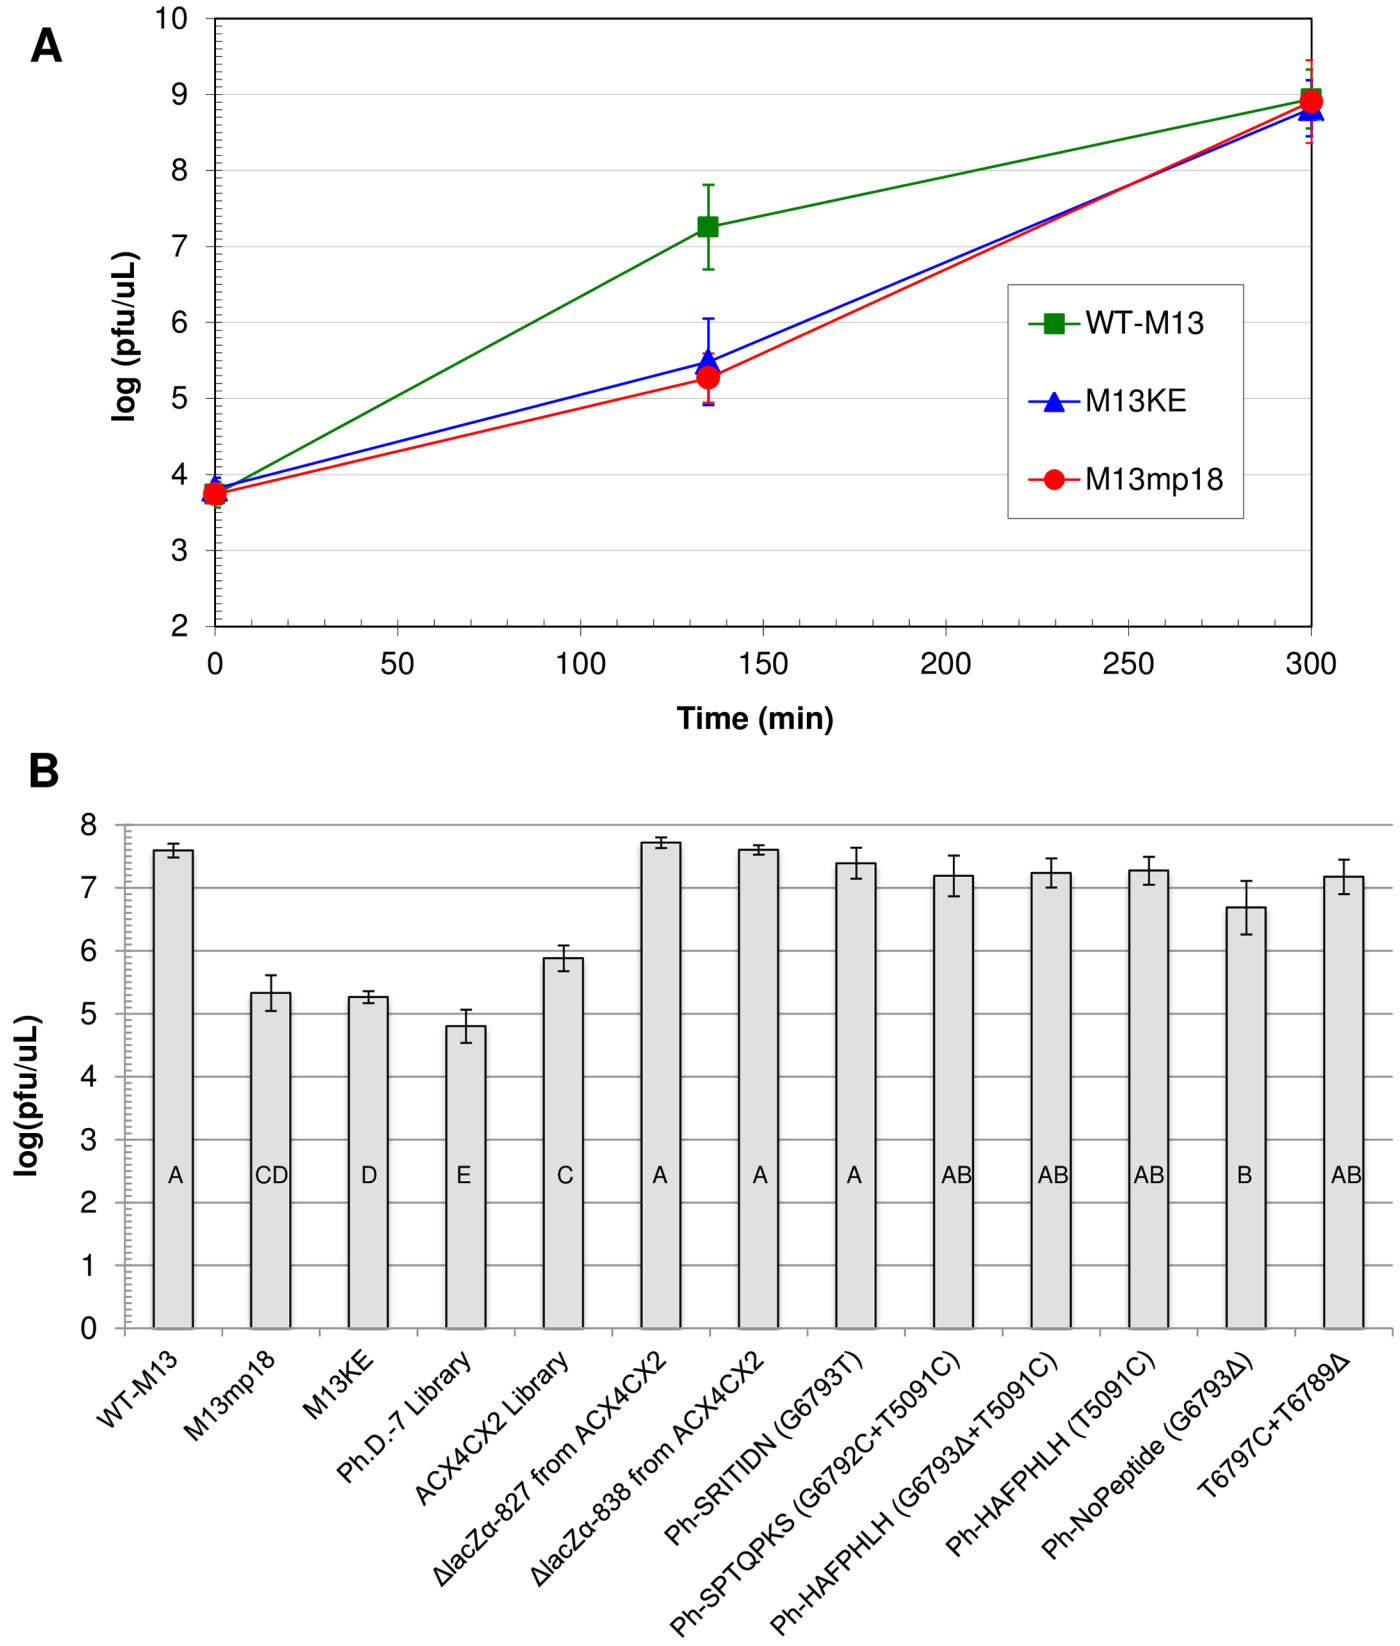 A
10
9
8
7
6
5
4
3
2
log (pfu/uL)
WT-M13
M13KE
M13mp18
0 50 100 150 200 250 300
Time (min)
B
8
7
6
5
4
3
2
1
0
log(pfu/uL)
A CD D E C A A A AB AB AB B AB
WT-M13
M13mp18
M13KE
Ph.D.-7 Library
ACX4CX2 Library
ΔlacZα-827 from ACX4CX2
ΔlacZα-838 from ACX4CX2
Ph-SRITIDN (G6793T)
Ph-SPTQPKS (G6792C+T5091C)
Ph-HAFPHLH (G6793Δ+T5091C)
Ph-HAFPHLH (T5091C)
Ph-NoPeptide (G6793Δ)
T6797C+T6789Δ